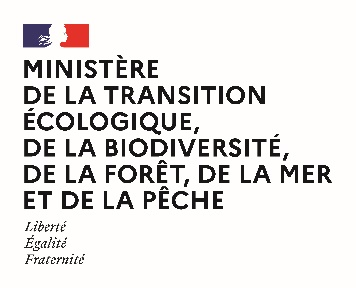 MINISTÈRE
DE LA TRANSITION
ÉCOLOGIQUE,
DE LA BIODIVERSITÉ,
DE LA FORÊT, DE LA MER
ET DE LA PÊCHE
Liberté
Égalité
Fraternité